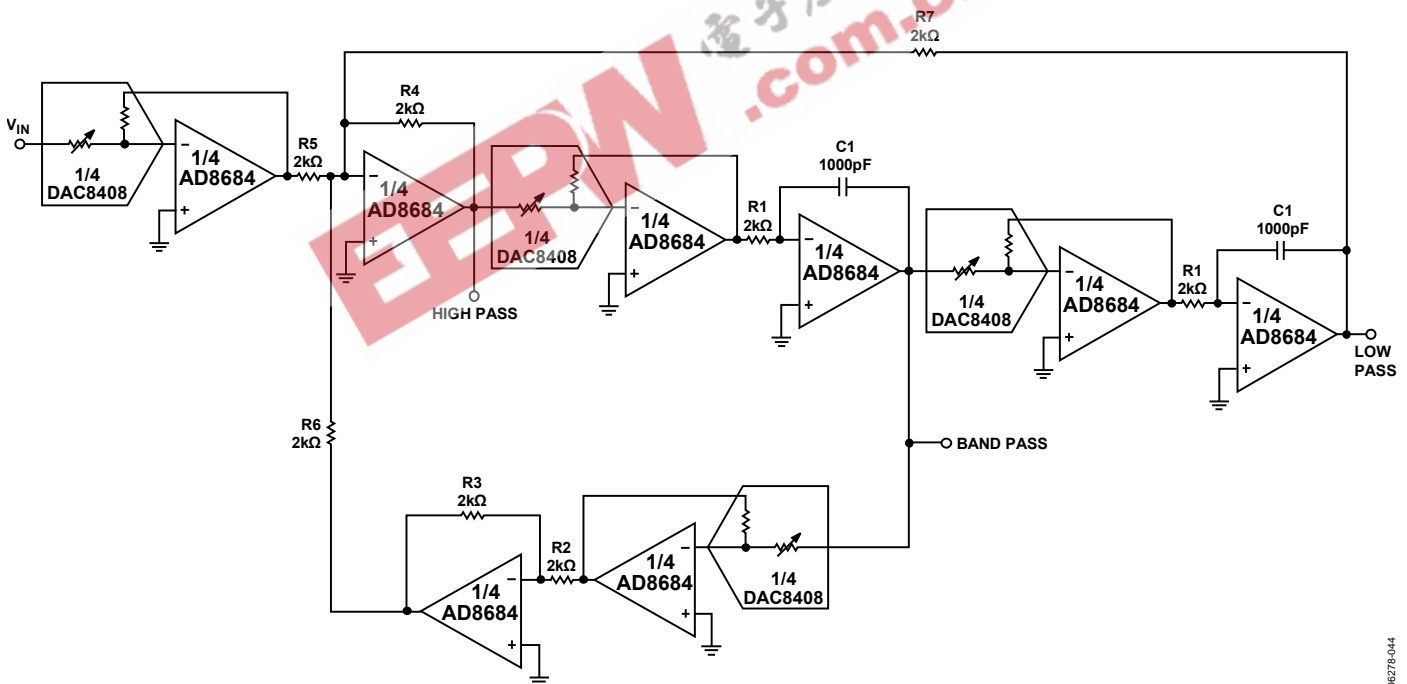 R7
2kΩ
.com.c
EEPW
R4
2kΩ
C1
1000pF
VIN
R5
2kΩ
1/4
AD8684
1/4
DAC8408
1/4
AD8684
1/4
DAC8408
HIGH PASS
1/4
AD8684
R1
2kΩ
1/4
AD8684
C1
1000pF
1/4
DAC8408
1/4
AD8684
R1
2kΩ
1/4
AD8684
LOW
PASS
R6
2kΩ
BAND PASS
R3
2kΩ
R2
2kΩ
1/4
AD8684
1/4
AD8684
1/4
DAC8408
06278-044